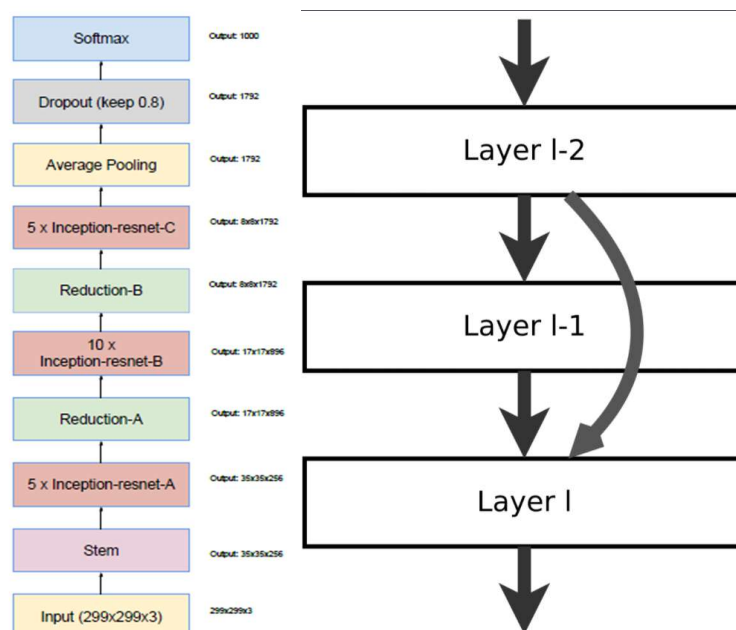 Softmax
Output: 1000
Dropout (keep 0.8)
Output: 1792
Average Pooling
Output: 1792
5 x Inception-resnet-C
Output: 8x8x1792
Reduction-B
Output: 8x8x1792
10 x
Inception-resnet-B
Output: 17x17x896
Reduction-A
Output: 17x17x896
5 x Inception-resnet-A
Output: 35x35x256
Stem
Output: 35x35x256
Input (299x299x3)
299x299x3
Layer l-2
Layer l-1
Layer l